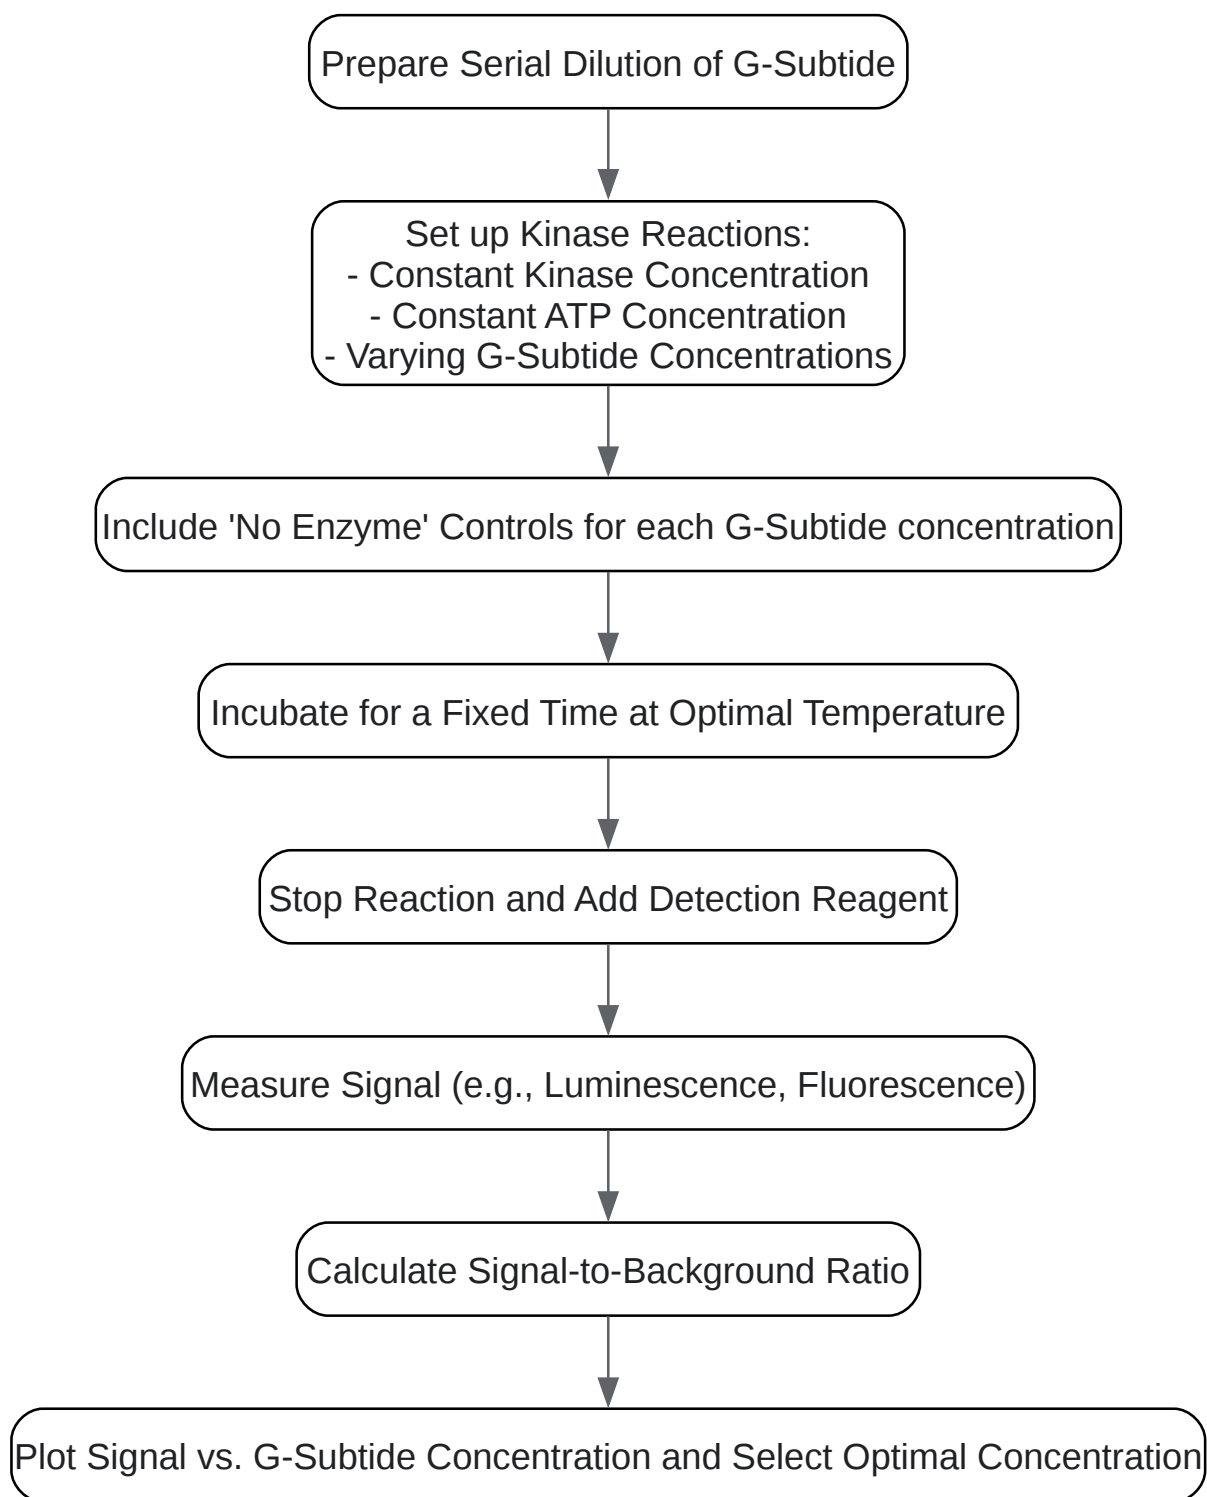 Prepare Serial Dilution of G-Subtide
Set up Kinase Reactions:
- Constant Kinase Concentration
- Constant ATP Concentration
- Varying G-Subtide Concentrations
Include 'No Enzyme' Controls for each G-Subtide concentration
Incubate for a Fixed Time at Optimal Temperature
Stop Reaction and Add Detection Reagent
Measure Signal (e.g., Luminescence, Fluorescence)
Calculate Signal-to-Background Ratio
Plot Signal vs. G-Subtide Concentration and Select Optimal Concentration